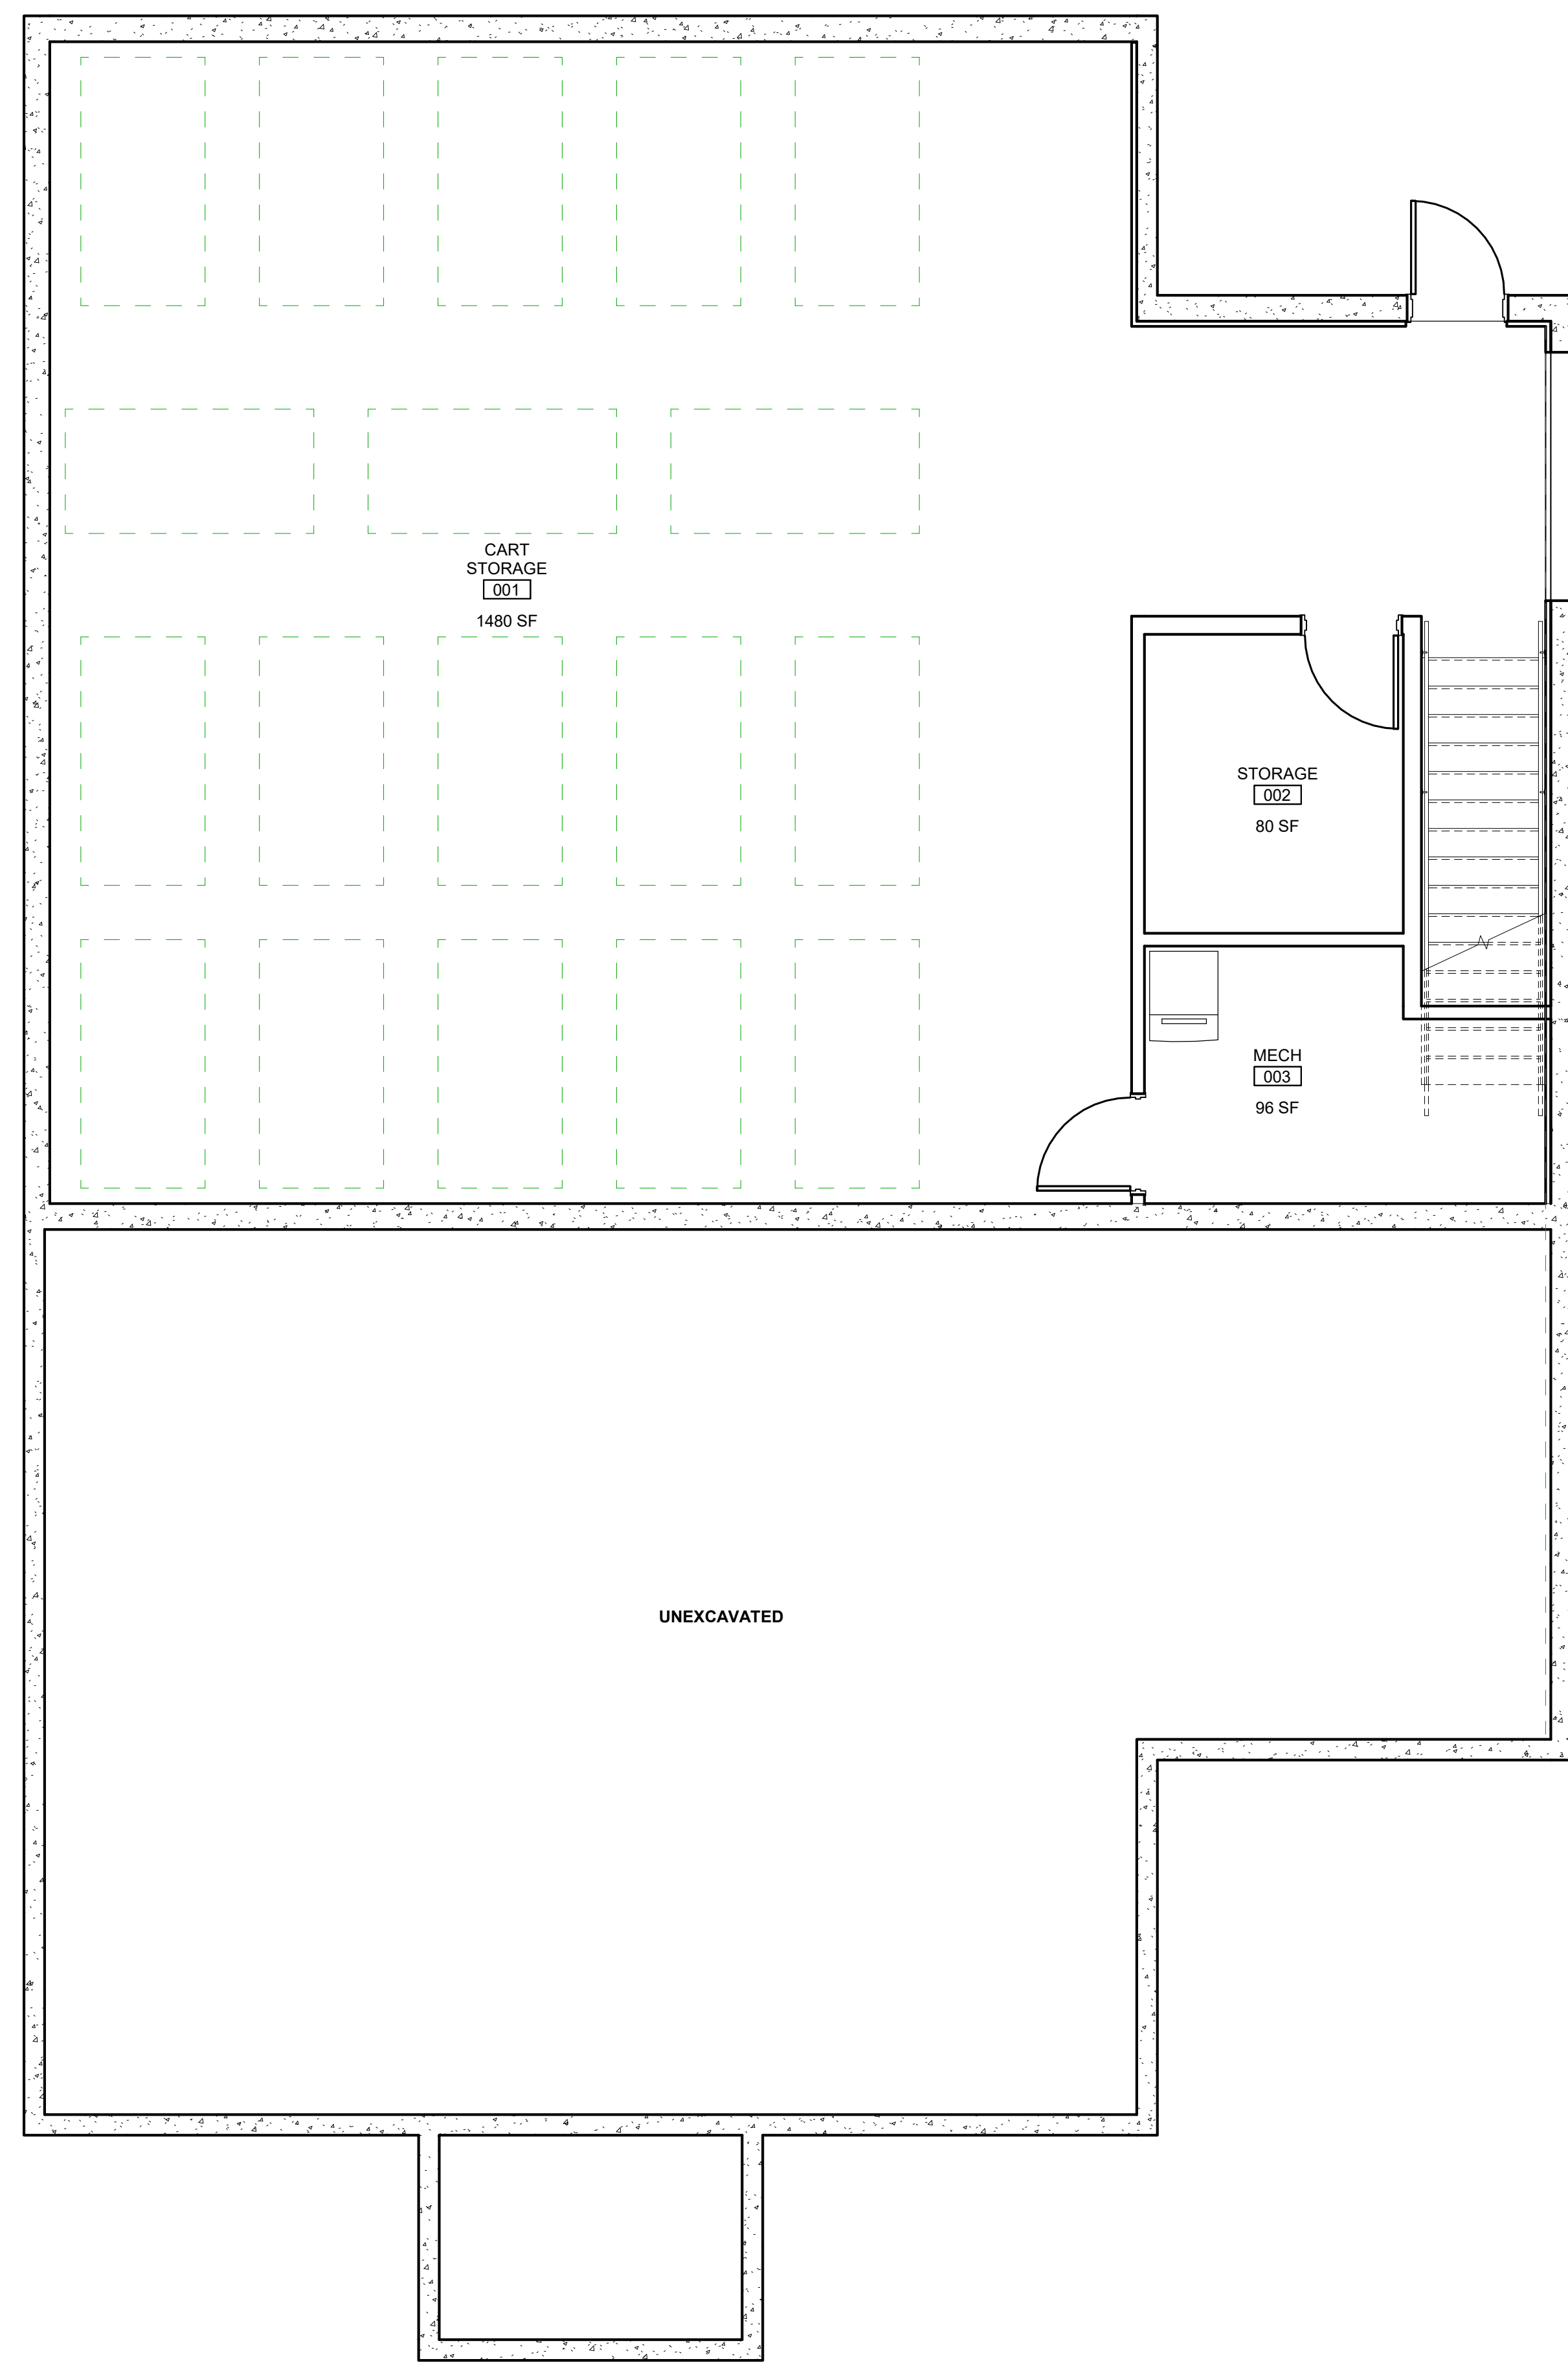 CART
STORAGE
001
1480 SF
STORAGE
002
80 SF
MECH
003
96 SF
UNEXCAVATED